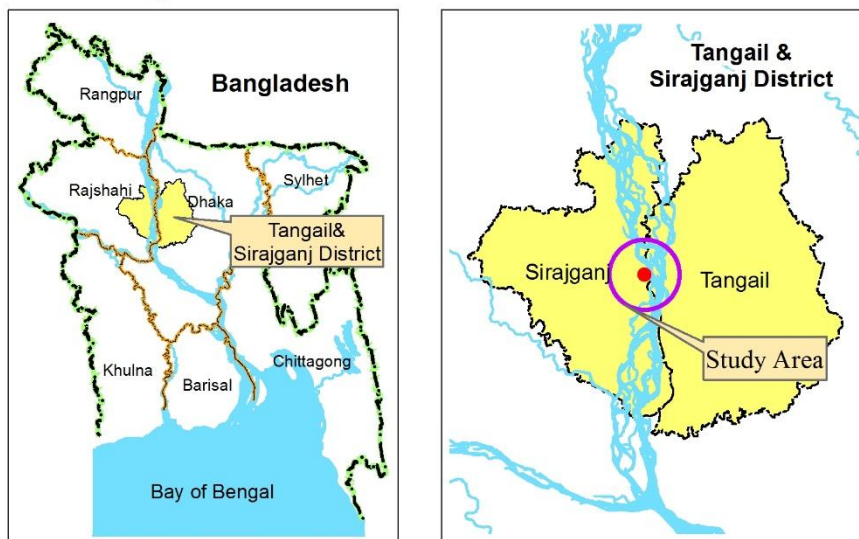 Bangladesh
Rangpur
Rajshahi
Dhaka
Sylhet
Tangail&
Sirajganj District
Khulna
Barisal
Chittagong
Bay of Bengal
Tangail &
Sirajganj District
Sirajganj
Tangail
Study Area